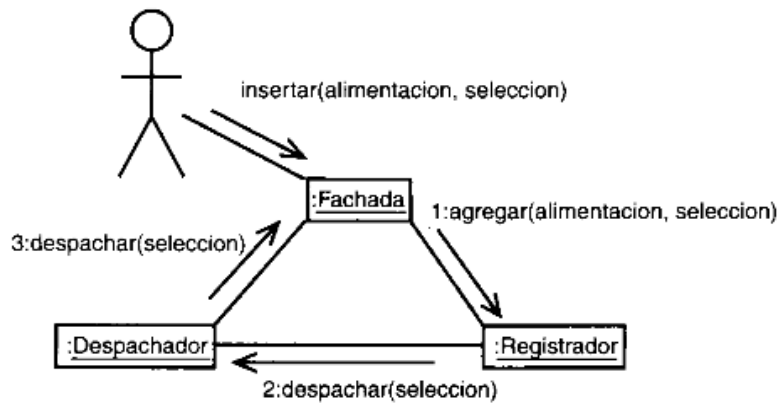 insertar(alimentacion, seleccion)
:Fachada
1:agregar(alimentacion, seleccion)
3:despachar(seleccion)
:Despachador
:Registrador
2:despachar(seleccion)